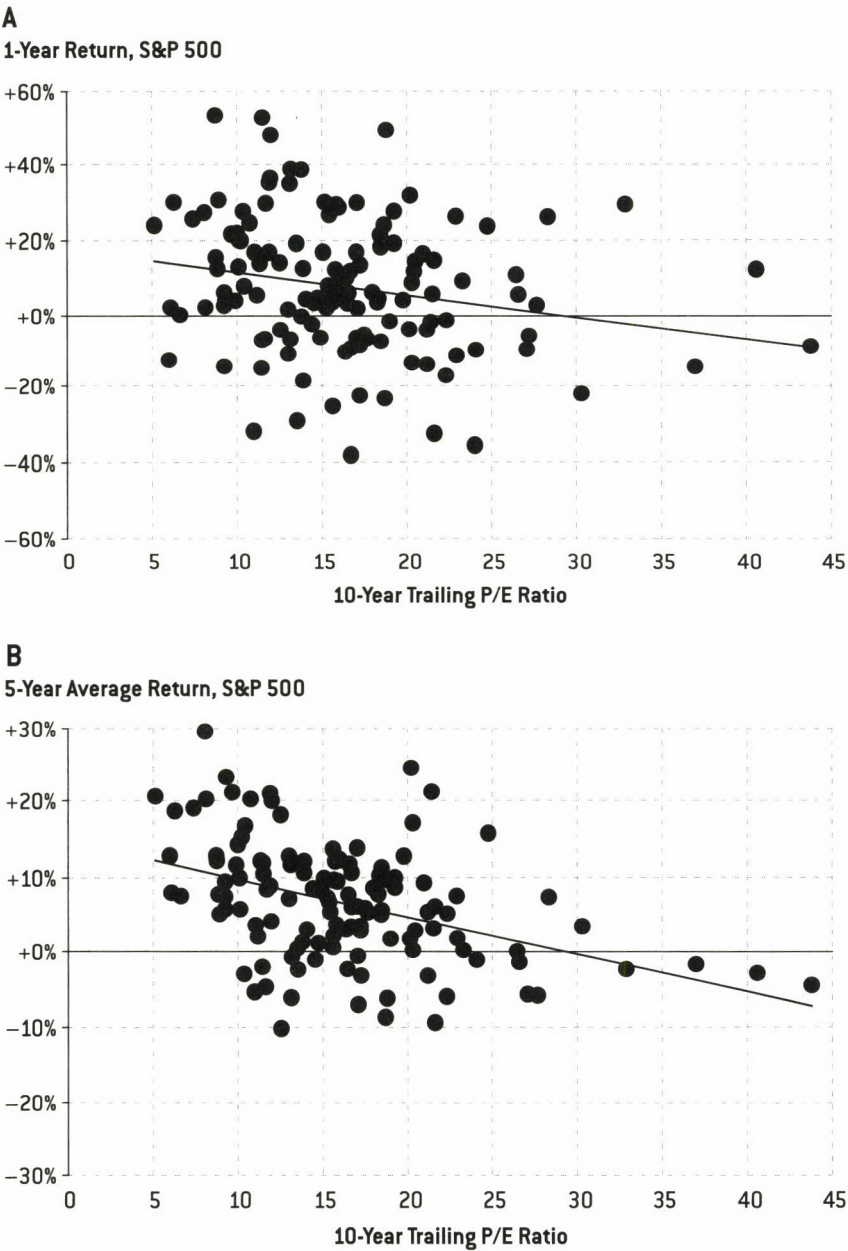 A
1-Year Return, S&P 500
+60%
+40%
+20%
+0%
−20%
−40%
−60%
0 5 10 15 20 25 30 35 40 45
10-Year Trailing P/E Ratio
B
5-Year Average Return, S&P 500
+30%
+20%
+10%
+0%
−10%
−20%
−30%
0 5 10 15 20 25 30 35 40 45
10-Year Trailing P/E Ratio